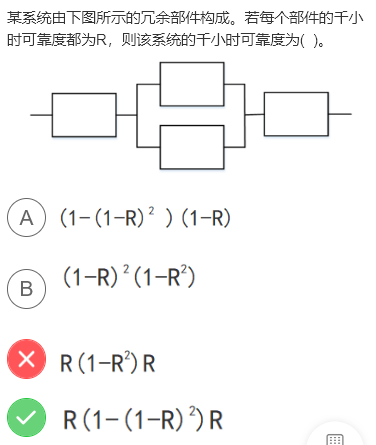 某系统由下图所示的冗余部件构成。若每个部件的千小
时可靠度都为R，则该系统的千小时可靠度为( )。
A (1-(1-R)²)(1-R)
B (1-R)²(1-R²)
R(1-R²)R
R(1-(1-R)²)R